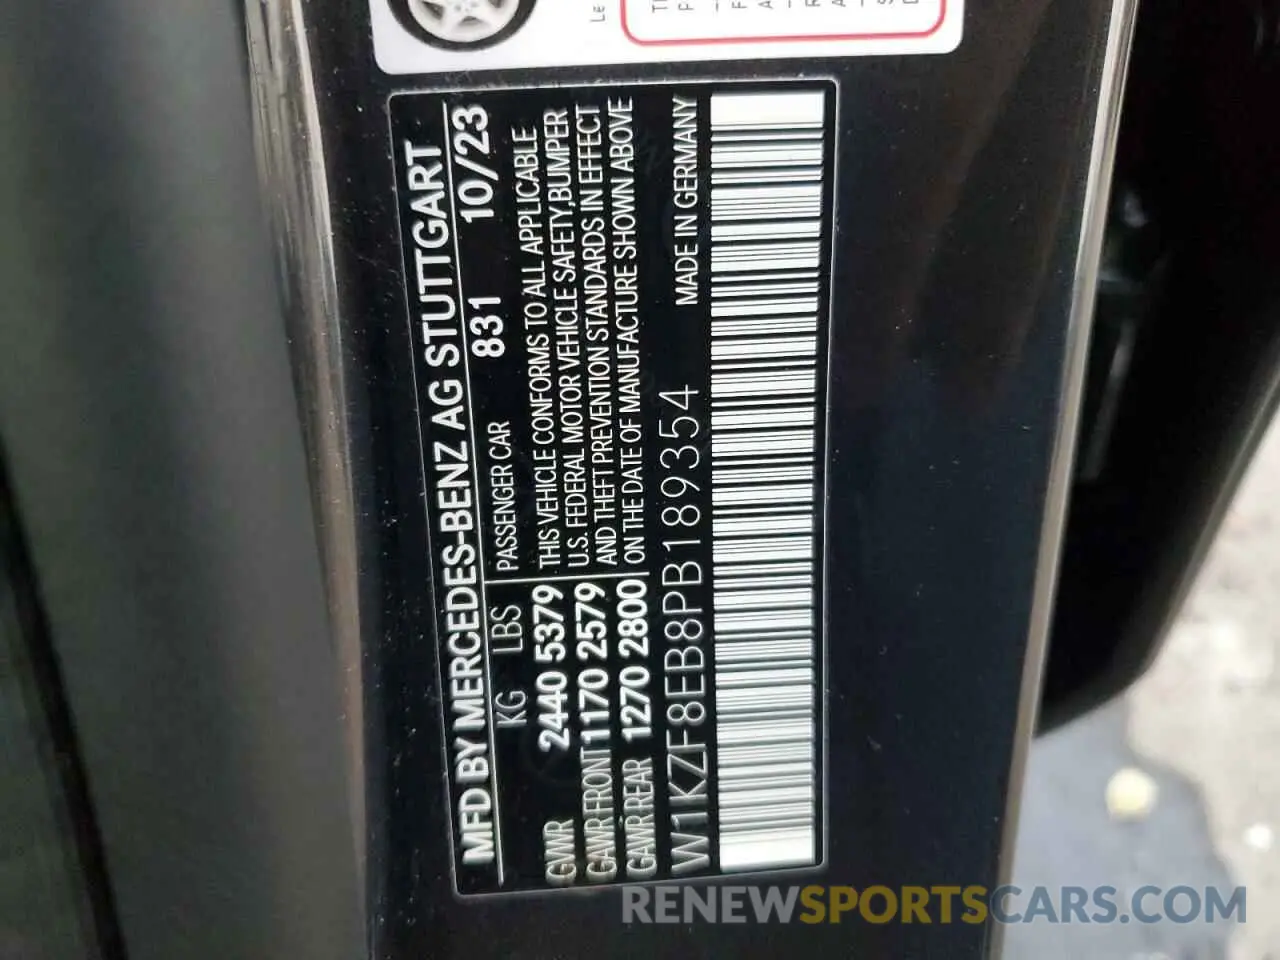 Le
MFD BY MERCEDES-BENZ AG STUTTGART
KG LBS PASSENGER CAR 831 10/23
GVWR 2440 5379 THIS VEHICLE CONFORMS TO ALL APPLICABLE
U.S. FEDERAL MOTOR VEHICLE SAFETY,BUMPER
GAWR FRONT 1170 2579 AND THEFT PREVENTION STANDARDS IN EFFECT
GAWR REAR 1270 2800 ON THE DATE OF MANUFACTURE SHOWN ABOVE
W1KZF8EB8PB189354 MADE IN GERMANY
RENEWSPORTSCARS.COM